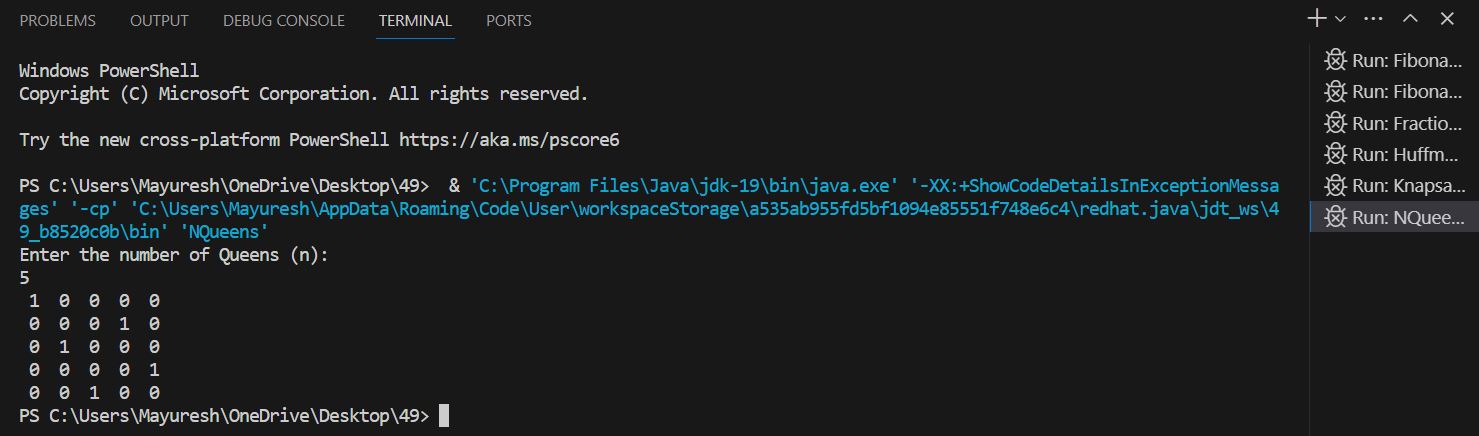 PROBLEMS OUTPUT DEBUG CONSOLE TERMINAL PORTS
Windows PowerShell
Copyright (C) Microsoft Corporation. All rights reserved.
Try the new cross-platform PowerShell https://aka.ms/pscore6
PS C:\Users\Mayuresh\OneDrive\Desktop\49>  & 'C:\Program Files\Java\jdk-19\bin\java.exe' '-XX:+ShowCodeDetailsInExceptionMessa
ges' '-cp' 'C:\Users\Mayuresh\AppData\Roaming\Code\User\workspaceStorage\a535ab955fd5bf1094e85551f748e6c4\redhat.java\jdt_ws\4
9_b8520c0b\bin' 'NQueens'
Enter the number of Queens (n):
5
1 0 0 0 0
0 0 0 1 0
0 1 0 0 0
0 0 0 0 1
0 0 1 0 0
PS C:\Users\Mayuresh\OneDrive\Desktop\49>
Run: Fibona...
Run: Fibona...
Run: Fractio...
Run: Huffm...
Run: Knapsa...
Run: NQuee...